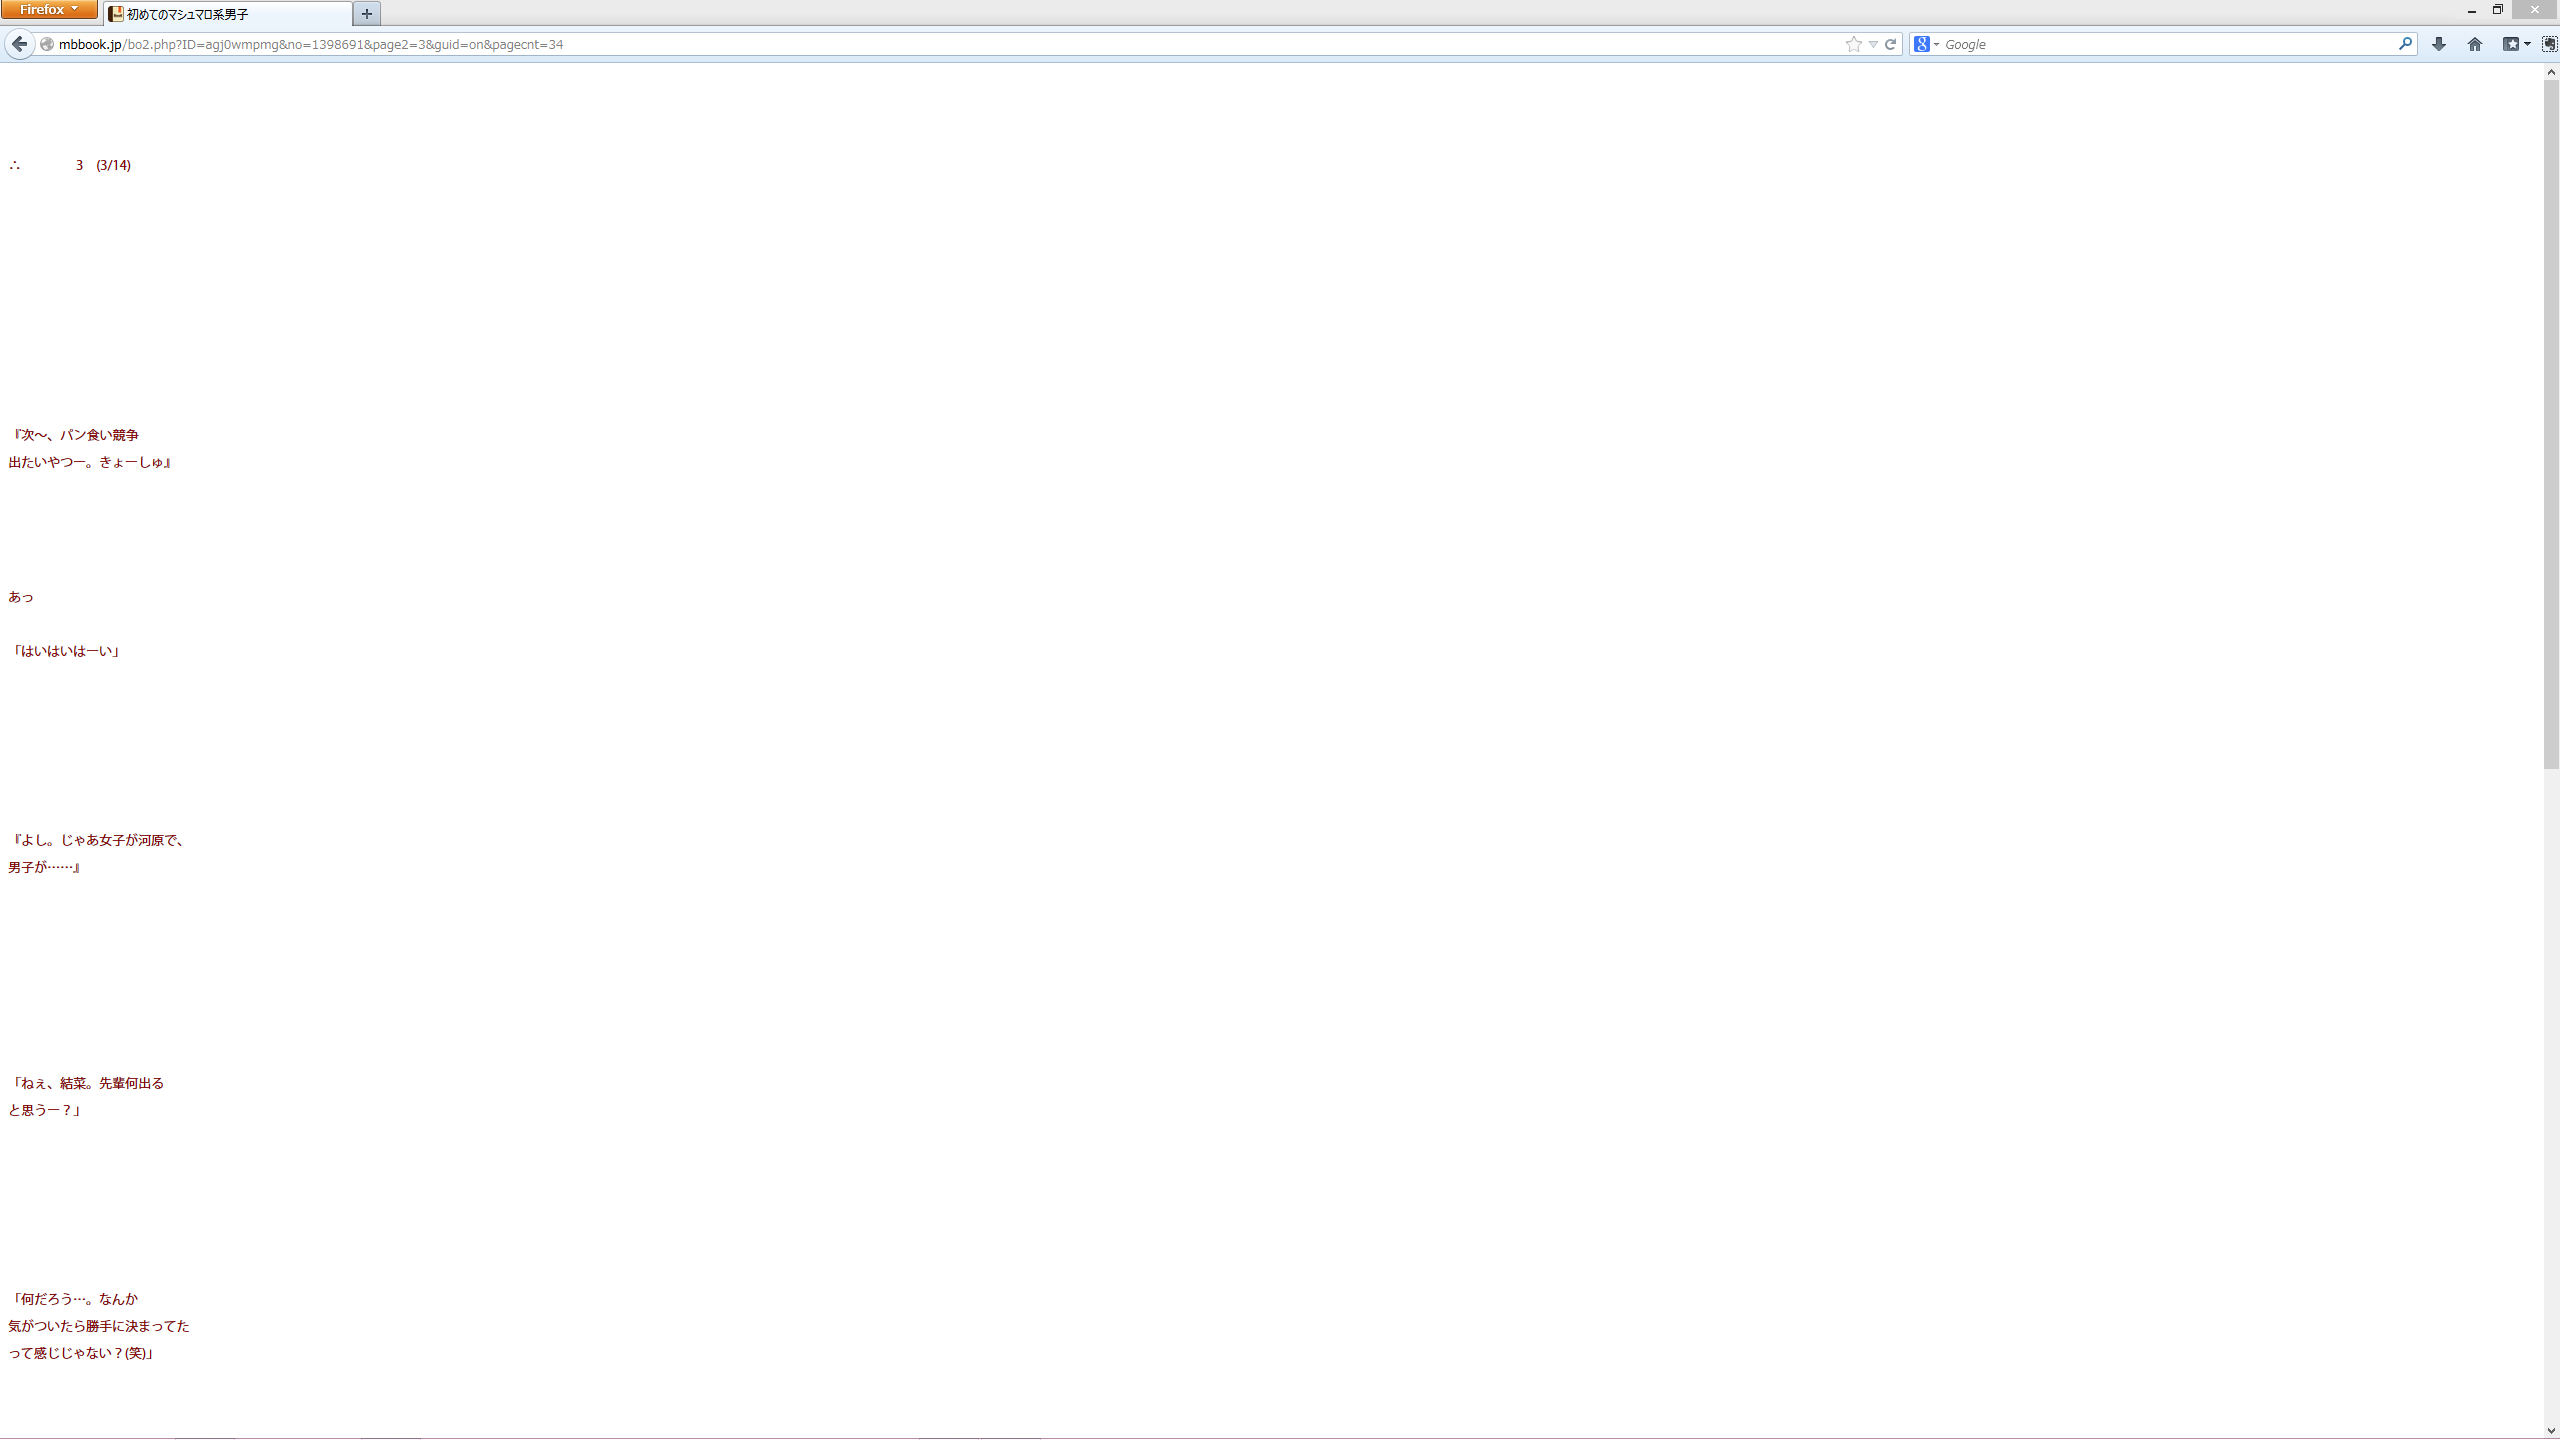 Firefox
初めてのマシュマロ系男子
mbbook.jp/bo2.php?ID=agj0wmpmg&no=1398691&page2=3&guid=on&pagecnt=34
Google
∴ 3 (3/14)
『次〜、パン食い競争
出たいやつー。きょーしゅ』
あっ
「はいはいはーい」
『よし。じゃあ女子が河原で、
男子が……』
「ねぇ、結菜。先輩何出る
と思うー？」
「何だろう…。なんか
気がついたら勝手に決まってた
って感じじゃない？(笑)」